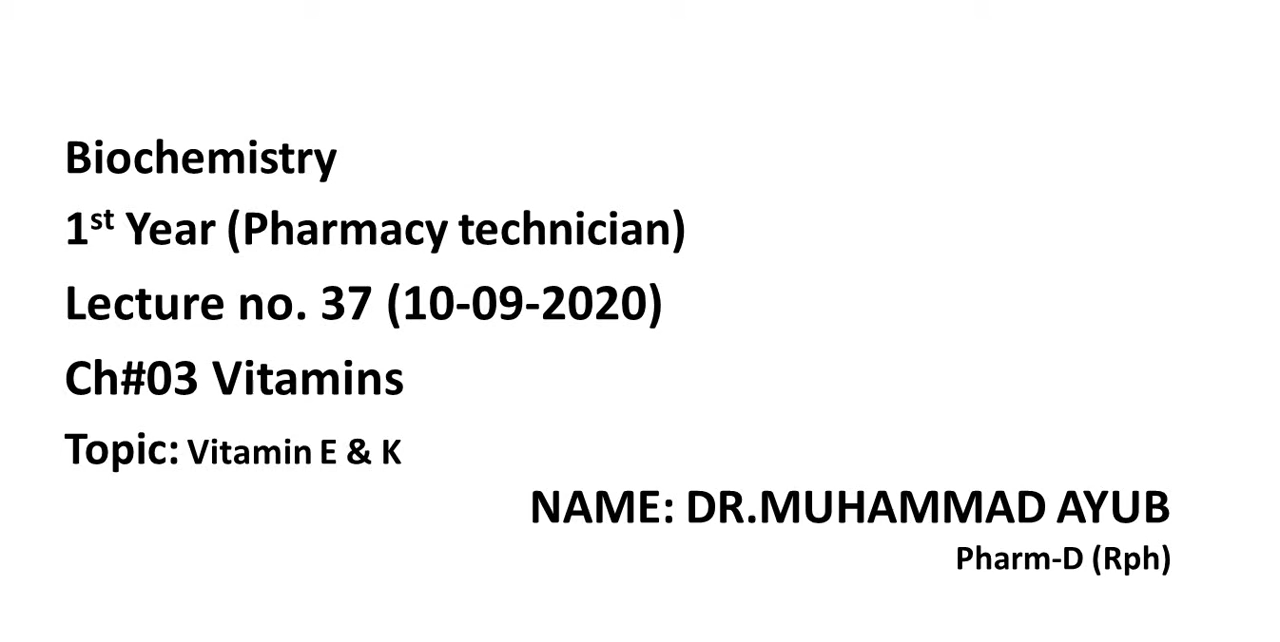 Biochemistry
1st Year (Pharmacy technician)
Lecture no. 37 (10-09-2020)
Ch#03 Vitamins
Topic: Vitamin E & K
NAME: DR.MUHAMMAD AYUB
Pharm-D (Rph)